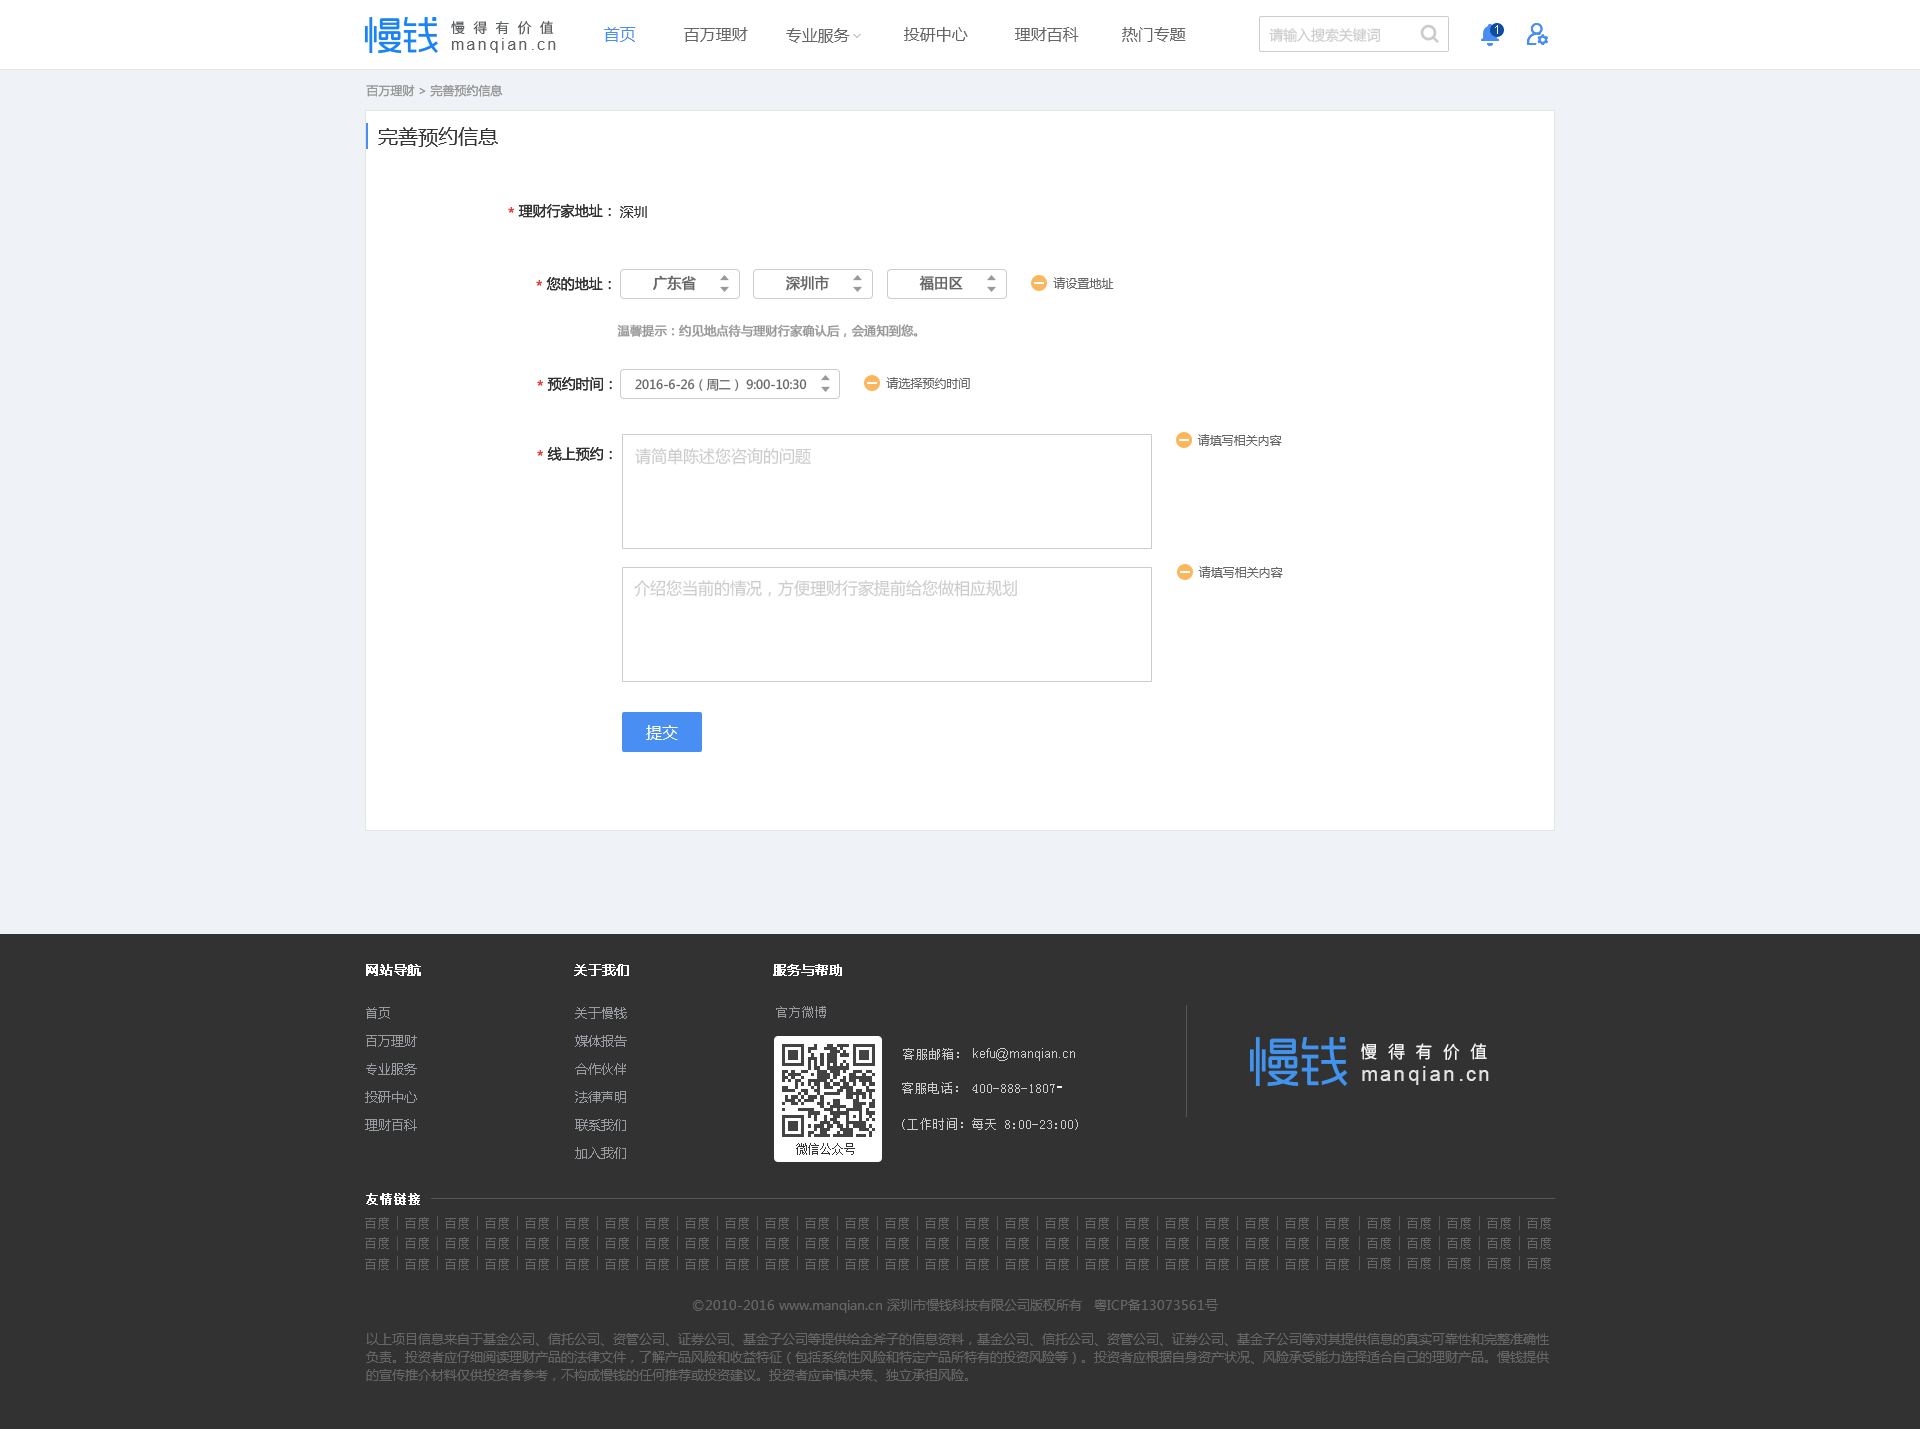 慢钱 慢得有价值
manqian.cn
首页 百万理财 专业服务 投研中心 理财百科 热门专题 请输入搜索关键词 1
百万理财 > 完善预约信息
完善预约信息
* 理财行家地址： 深圳
* 您的地址： 广东省 深圳市 福田区 请设置地址
温馨提示：约见地点待与理财行家确认后，会通知到您。
* 预约时间： 2016-6-26（周二） 9:00-10:30 请选择预约时间
* 线上预约： 请简单陈述您咨询的问题 请填写相关内容
介绍您当前的情况，方便理财行家提前给您做相应规划 请填写相关内容
提交
网站导航 关于我们 服务与帮助
首页 关于慢钱 官方微博
百万理财 媒体报告
专业服务 合作伙伴
投研中心 法律声明
理财百科 联系我们
加入我们
客服邮箱： kefu@manqian.cn
客服电话： 400-888-1807-
(工作时间：每天 8:00-23:00)
微信公众号
慢钱 慢得有价值
manqian.cn
友情链接
百度 | 百度 | 百度 | 百度 | 百度 | 百度 | 百度 | 百度 | 百度 | 百度 | 百度 | 百度 | 百度 | 百度 | 百度 | 百度 | 百度 | 百度 | 百度 | 百度 | 百度 | 百度 | 百度 | 百度 | 百度 | 百度 | 百度 | 百度 | 百度 | 百度
百度 | 百度 | 百度 | 百度 | 百度 | 百度 | 百度 | 百度 | 百度 | 百度 | 百度 | 百度 | 百度 | 百度 | 百度 | 百度 | 百度 | 百度 | 百度 | 百度 | 百度 | 百度 | 百度 | 百度 | 百度 | 百度 | 百度 | 百度 | 百度 | 百度
百度 | 百度 | 百度 | 百度 | 百度 | 百度 | 百度 | 百度 | 百度 | 百度 | 百度 | 百度 | 百度 | 百度 | 百度 | 百度 | 百度 | 百度 | 百度 | 百度 | 百度 | 百度 | 百度 | 百度 | 百度 | 百度 | 百度 | 百度 | 百度 | 百度
©2010-2016 www.manqian.cn 深圳市慢钱科技有限公司版权所有 粤ICP备13073561号
以上项目信息来自于基金公司、信托公司、资管公司、证券公司、基金子公司等提供给金斧子的信息资料，基金公司、信托公司、资管公司、证券公司、基金子公司等对其提供信息的真实可靠性和完整准确性
负责。投资者应仔细阅读理财产品的法律文件，了解产品风险和收益特征（包括系统性风险和特定产品所特有的投资风险等）。投资者应根据自身资产状况、风险承受能力选择适合自己的理财产品。慢钱提供
的宣传推介材料仅供投资者参考，不构成慢钱的任何推荐或投资建议。投资者应审慎决策、独立承担风险。